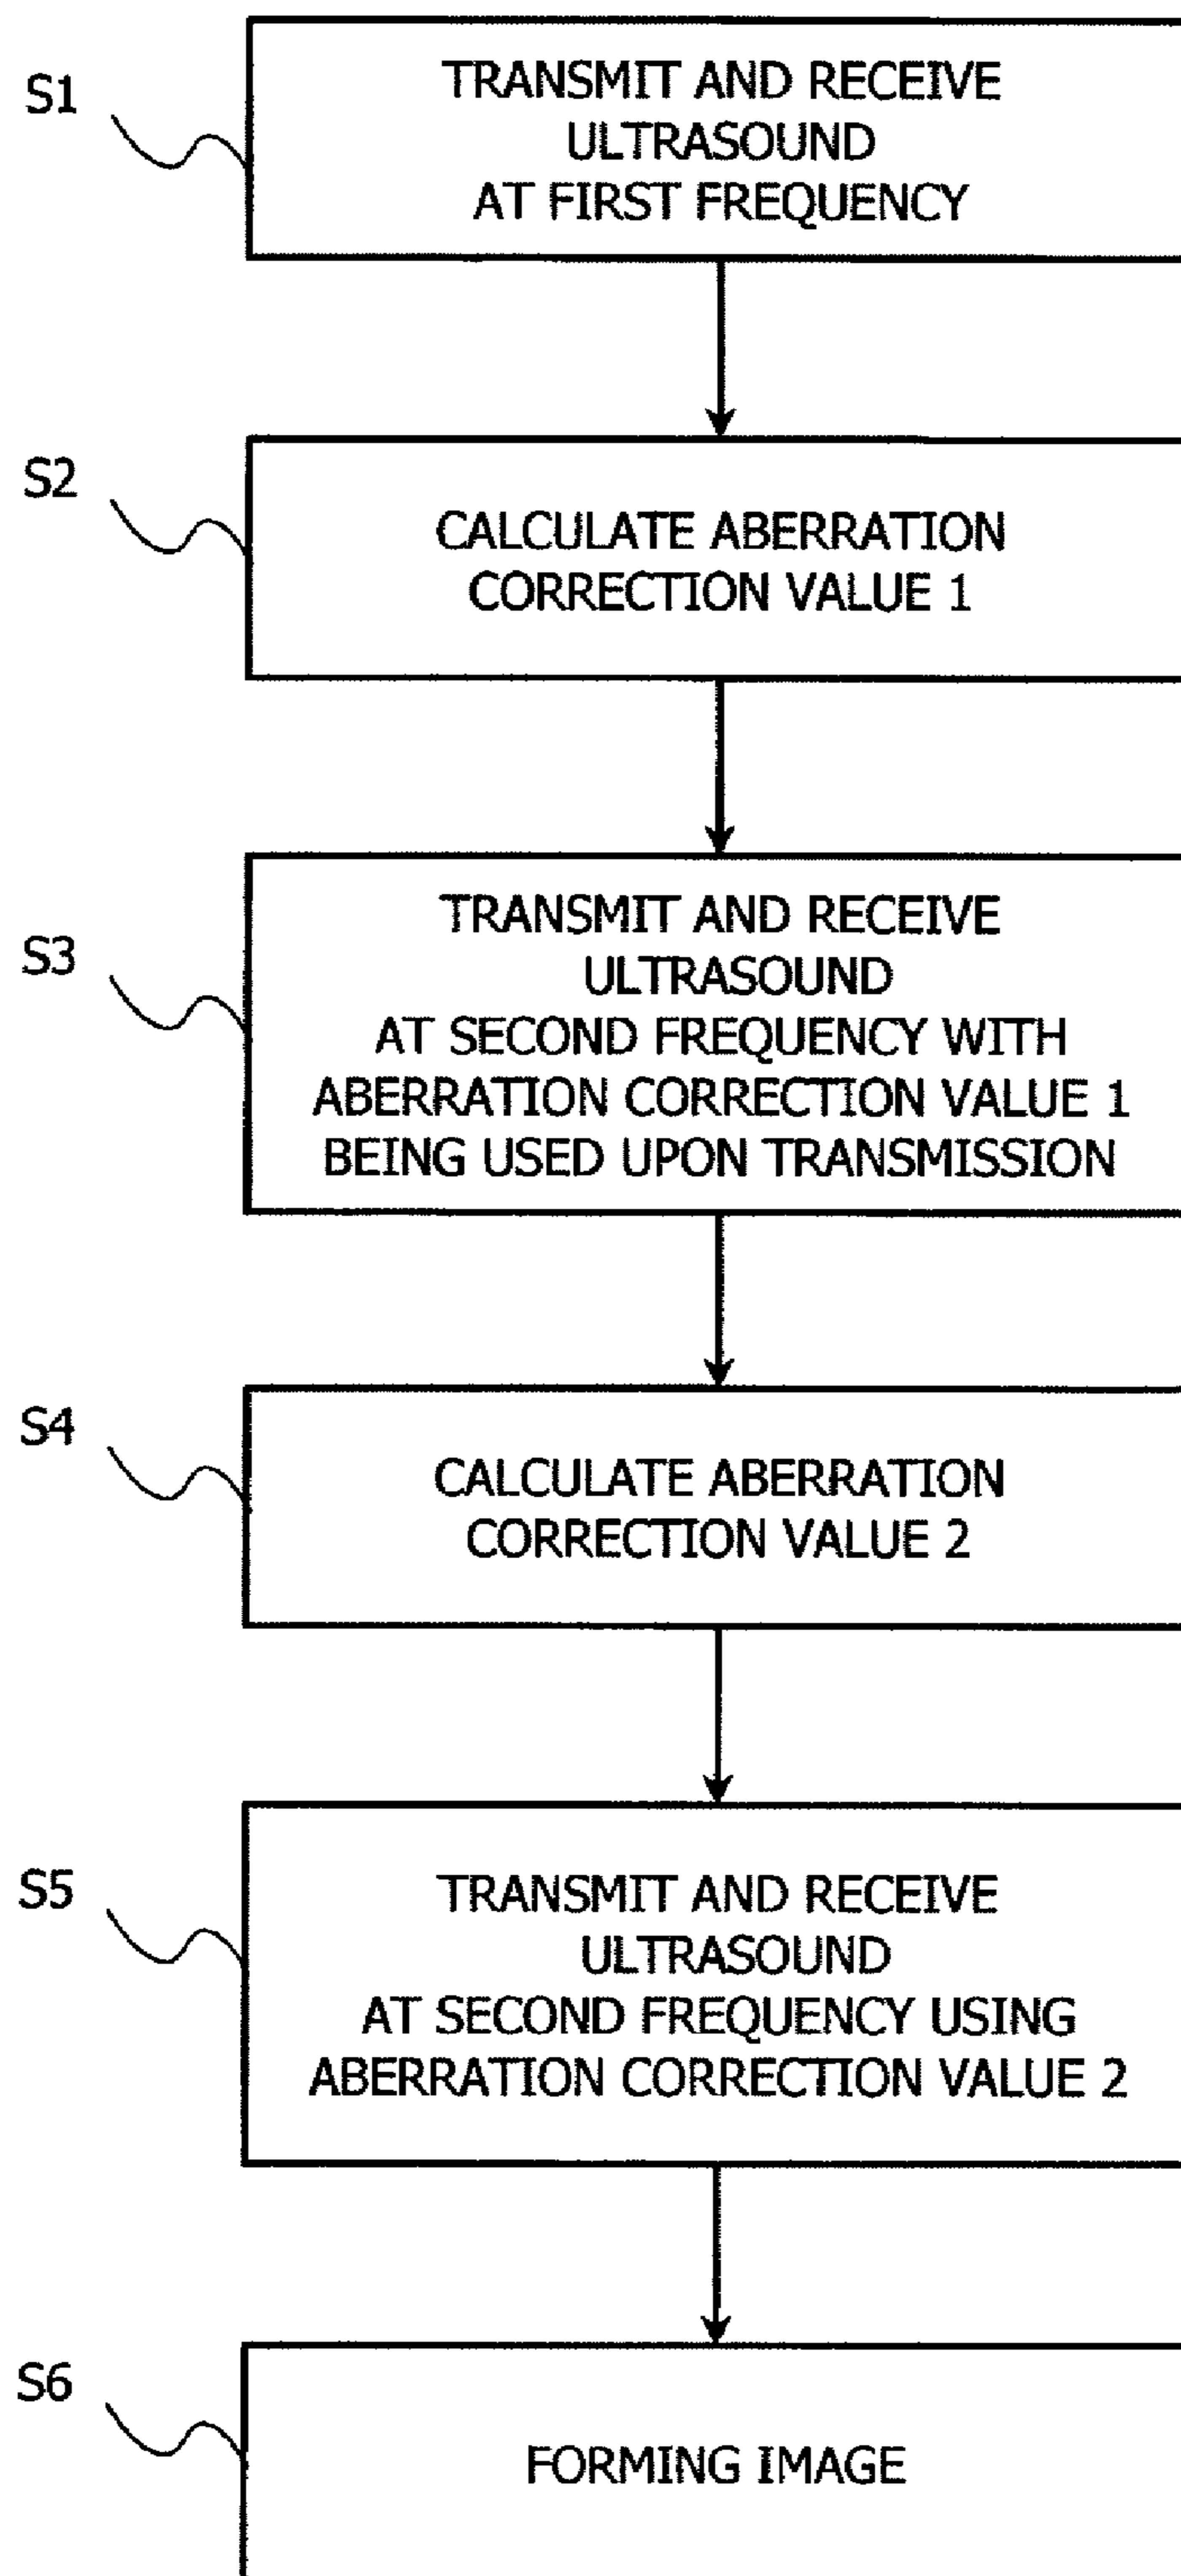 S1
TRANSMIT AND RECEIVE
ULTRASOUND
AT FIRST FREQUENCY
S2
CALCULATE ABERRATION
CORRECTION VALUE 1
S3
TRANSMIT AND RECEIVE
ULTRASOUND
AT SECOND FREQUENCY WITH
ABERRATION CORRECTION VALUE 1
BEING USED UPON TRANSMISSION
S4
CALCULATE ABERRATION
CORRECTION VALUE 2
S5
TRANSMIT AND RECEIVE
ULTRASOUND
AT SECOND FREQUENCY USING
ABERRATION CORRECTION VALUE 2
S6
FORMING IMAGE